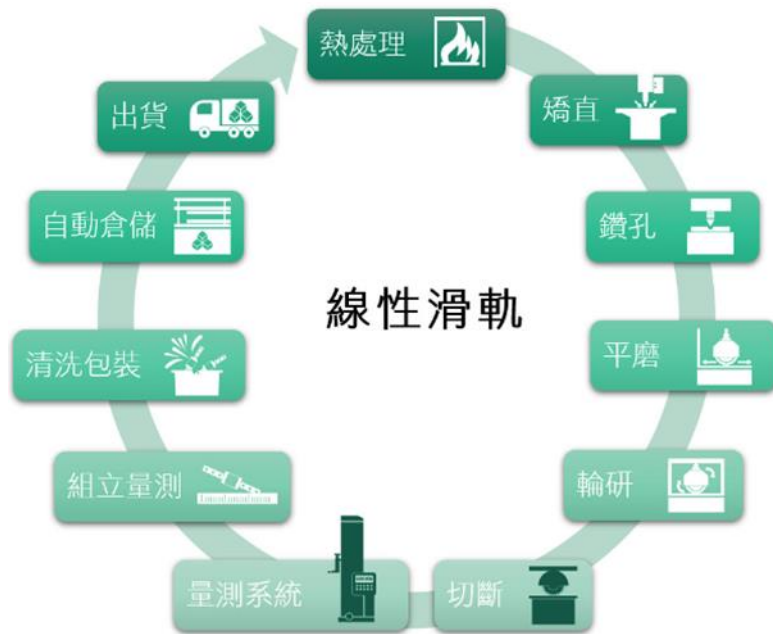 熱處理
矯直
鑽孔
平磨
輪研
切斷
量測系統
組立量測
清洗包裝
自動倉儲
出貨
線性滑軌